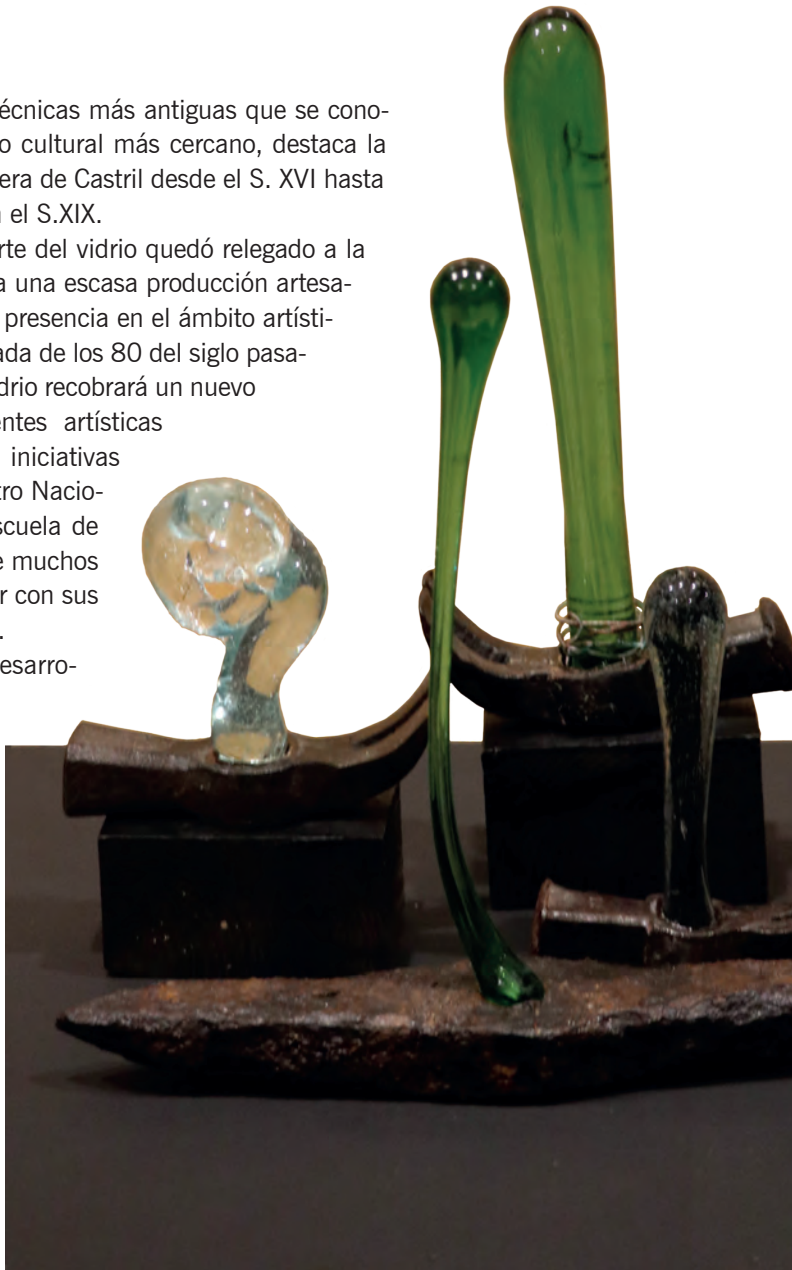 écnicas más antiguas que se cono-
o cultural más cercano, destaca la
era de Castril desde el S. XVI hasta
el S.XIX.
rte del vidrio quedó relegado a la
a una escasa producción artesa-
presencia en el ámbito artísti-
ada de los 80 del siglo pasa-
drio recobrará un nuevo
entes artísticas
iniciativas
tro Nacio-
scuela de
e muchos
r con sus
.
esarro-